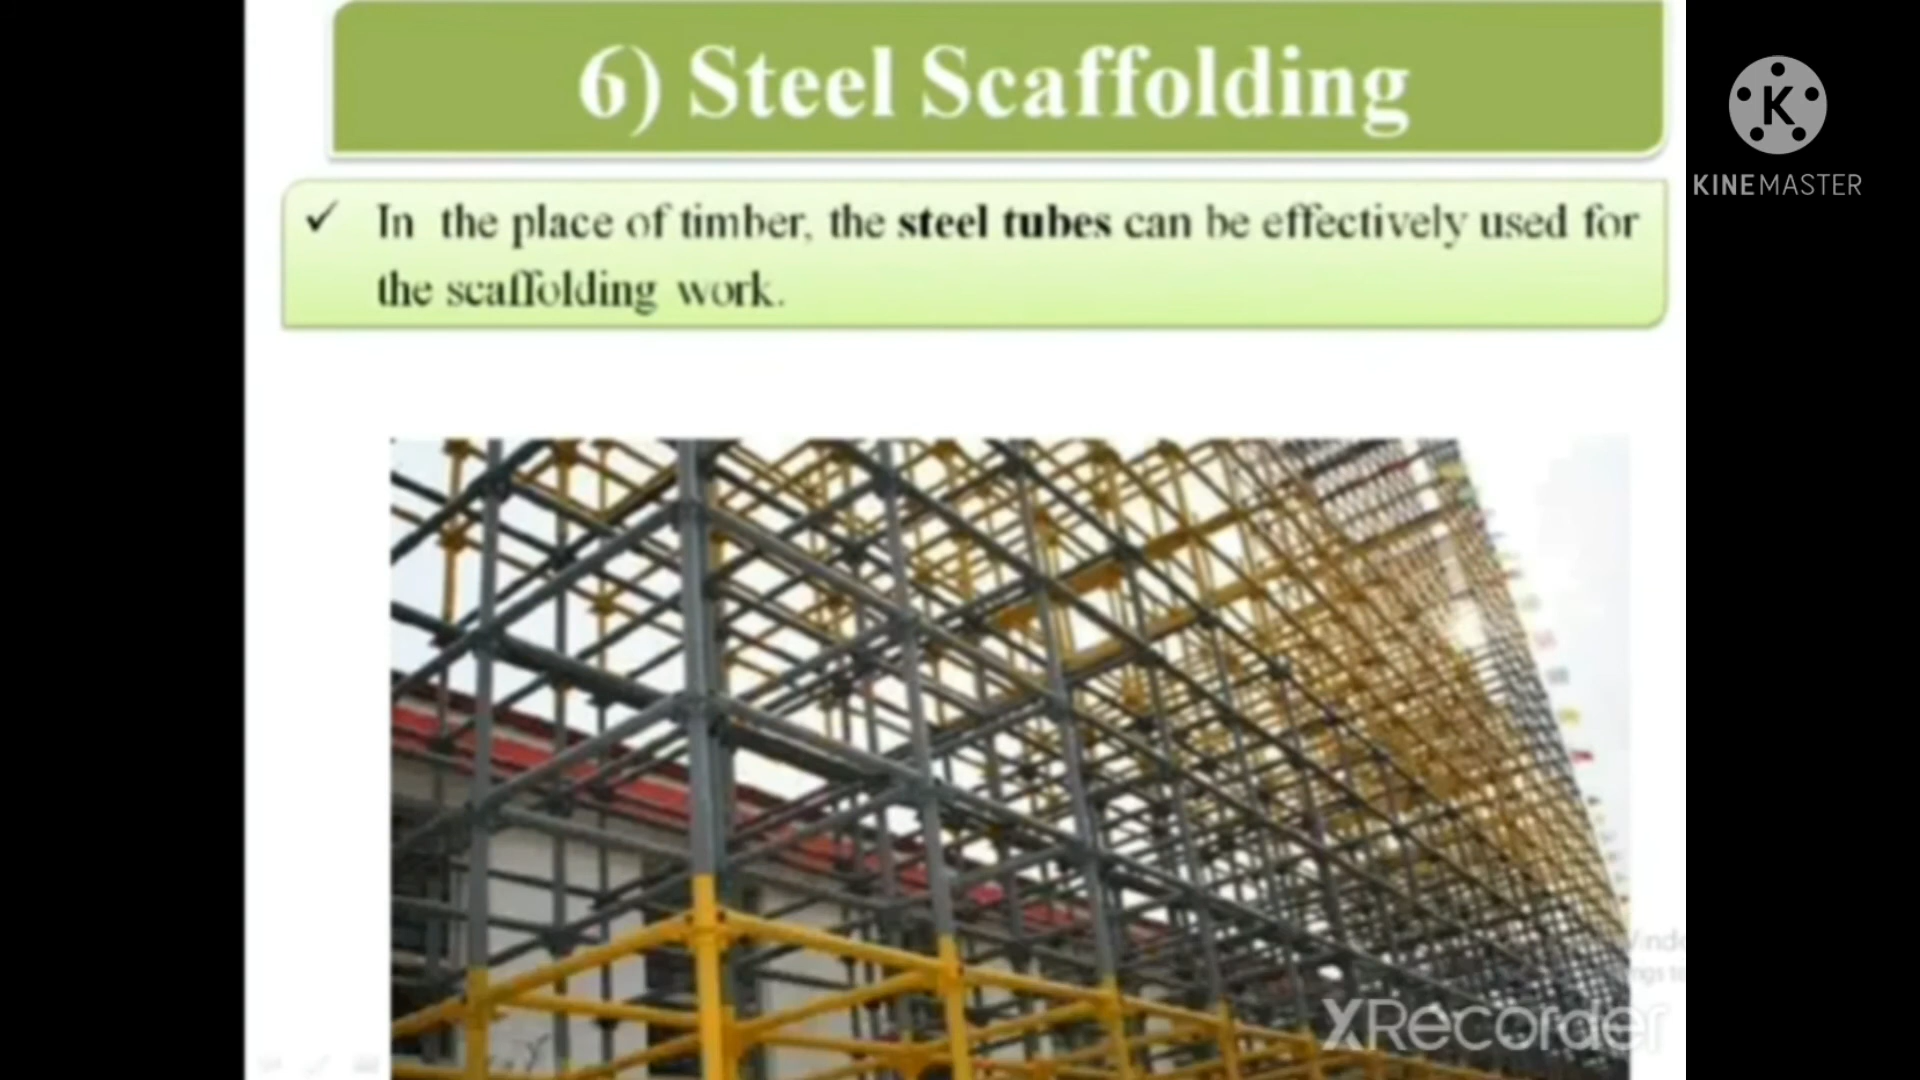 6) Steel Scaffolding
K
KINEMASTER
✓ In the place of timber, the steel tubes can be effectively used for
the scaffolding work.
XRecorder